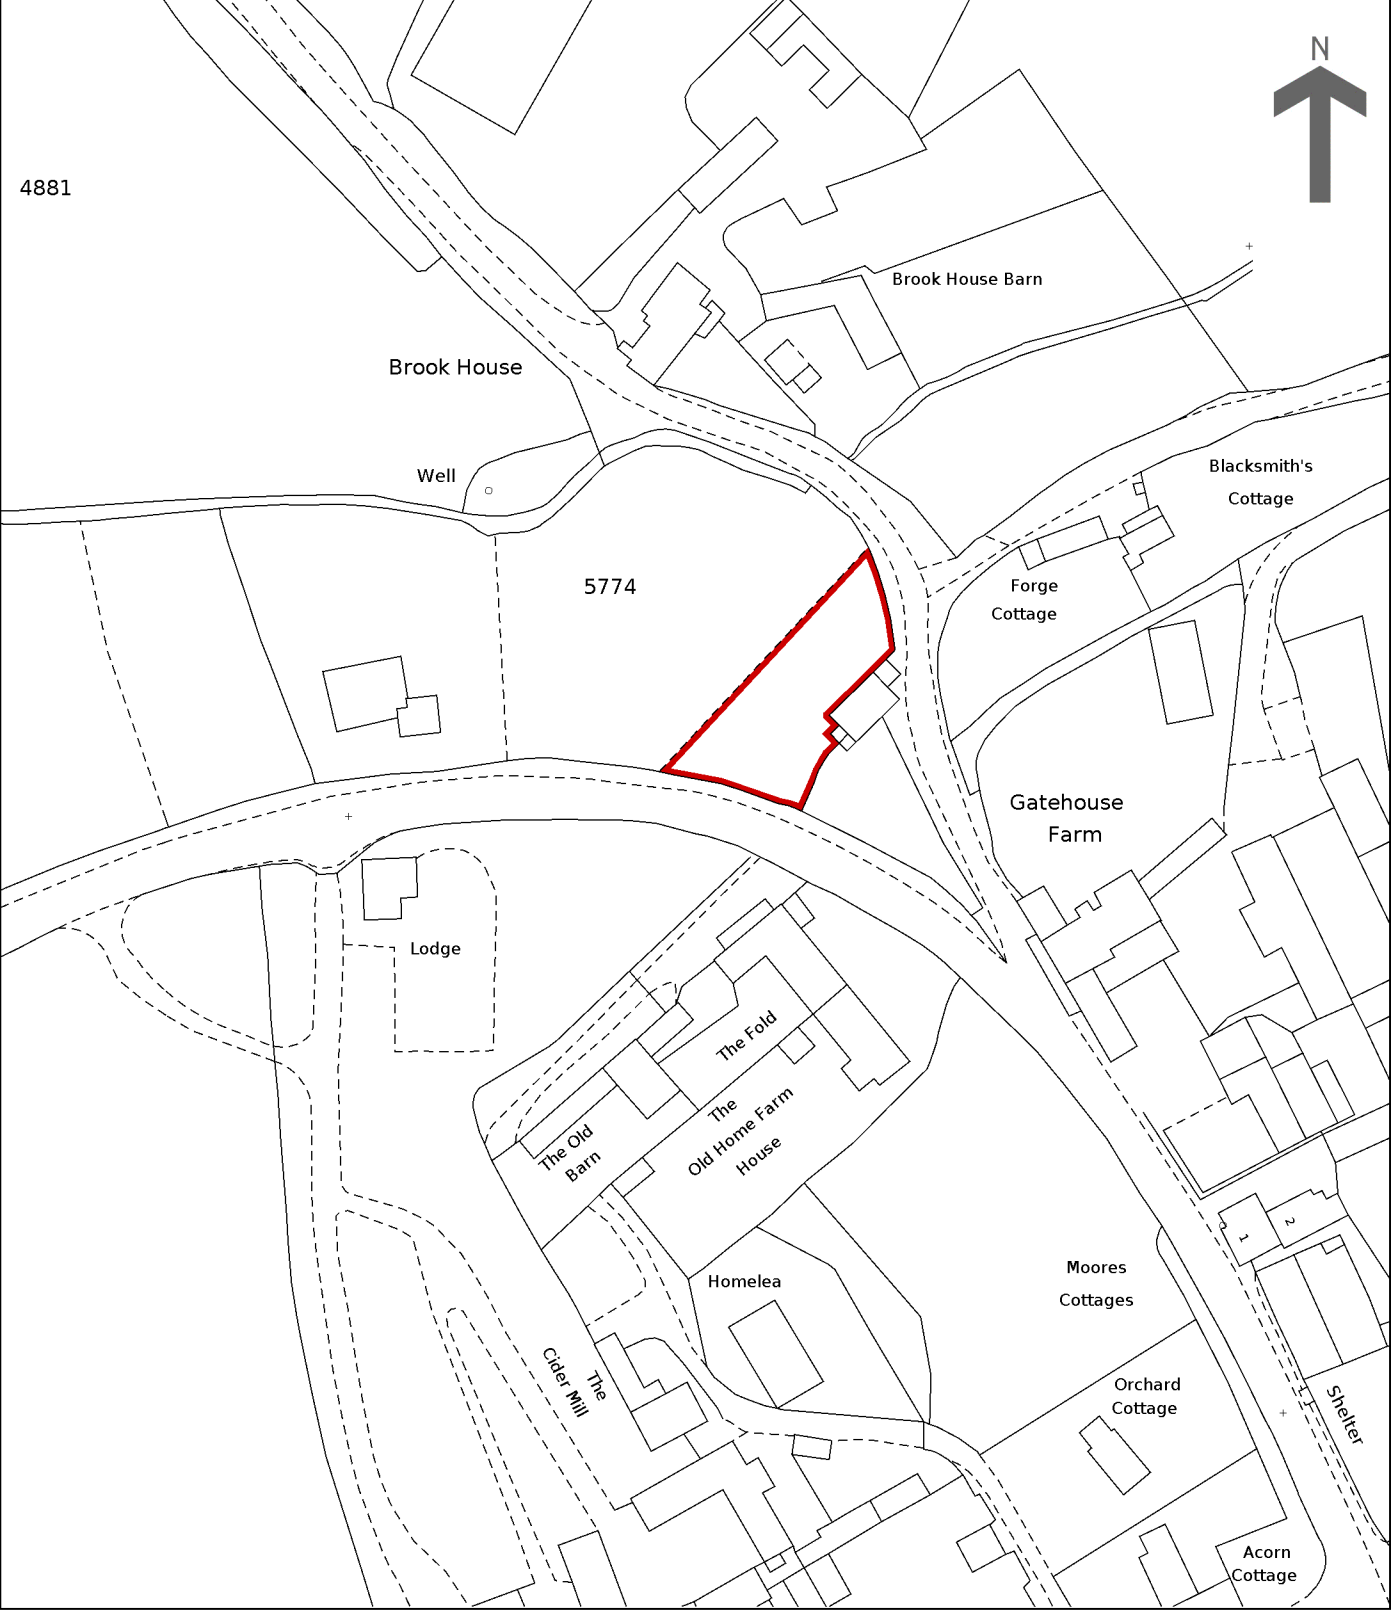 N
4881
Brook House Barn
Brook House
Well
Blacksmith's
Cottage
5774
Forge
Cottage
Gatehouse
Farm
Lodge
The Fold
The
Old Home Farm
House
The Old
Barn
1
2
Homelea
Moores
Cottages
The
Cider Mill
Orchard
Cottage
Shelter
Acorn
Cottage